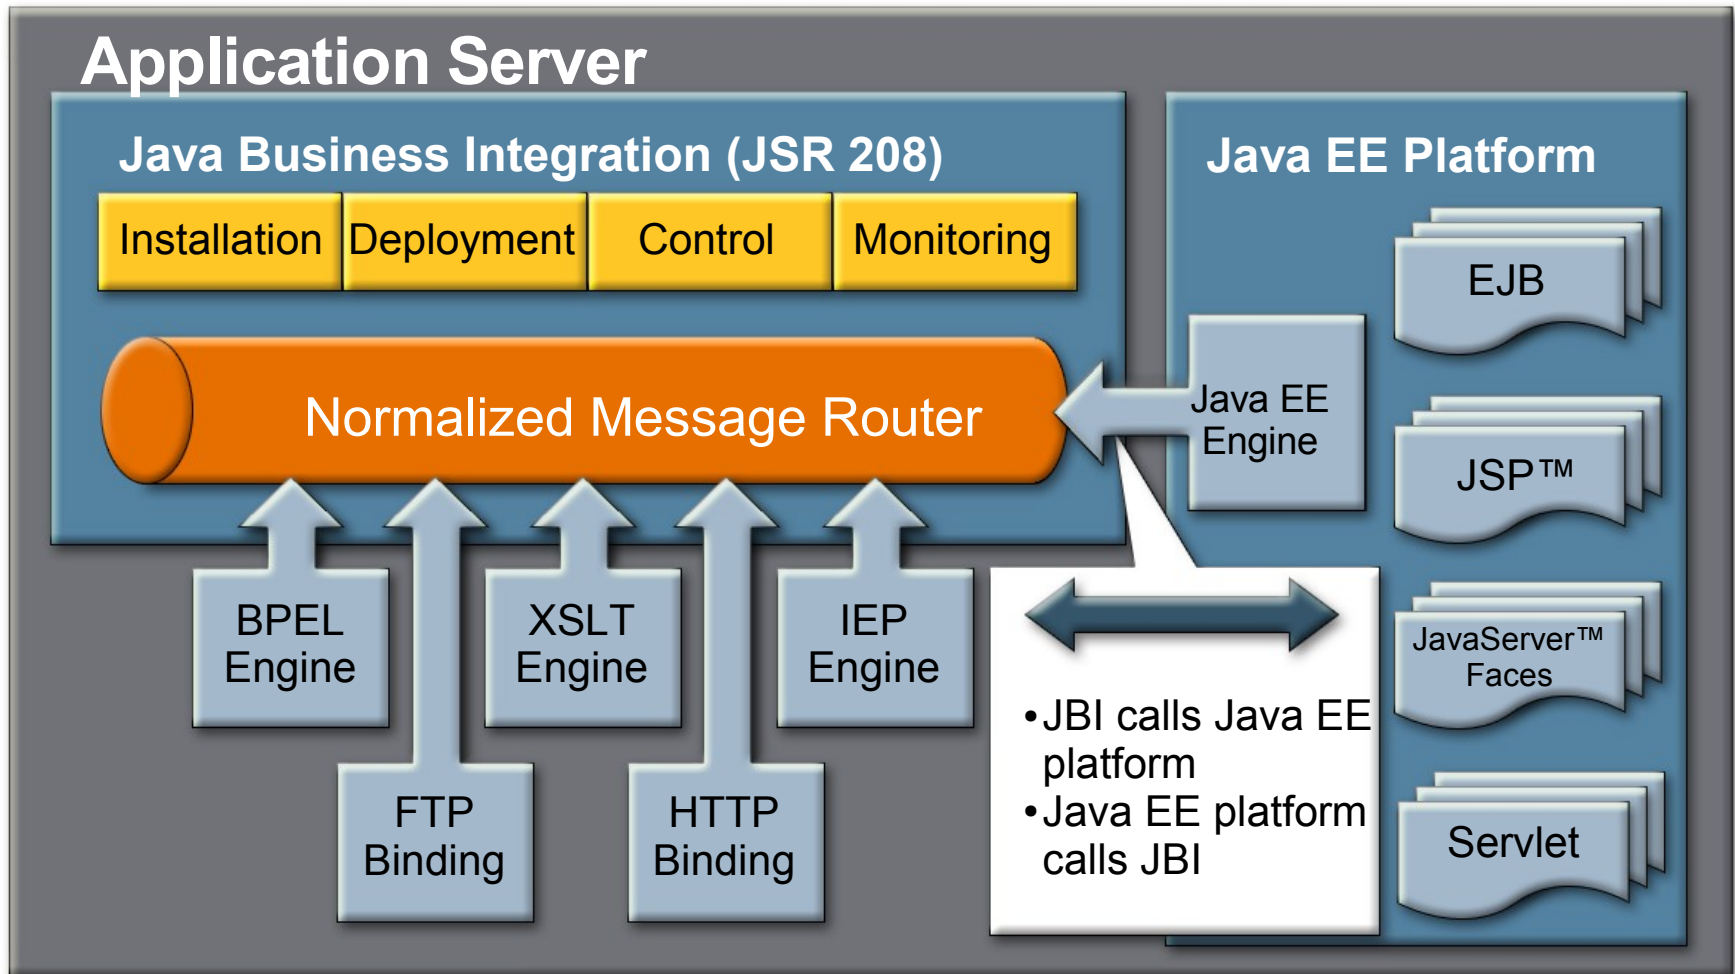 Application Server
Java Business Integration (JSR 208)
Installation
Deployment
Control
Monitoring
Normalized Message Router
BPEL
Engine
XSLT
Engine
IEP
Engine
FTP
Binding
HTTP
Binding
Java EE Platform
Java EE
Engine
EJB
JSP™
JavaServer™
Faces
Servlet
•JBI calls Java EE
platform
•Java EE platform
calls JBI